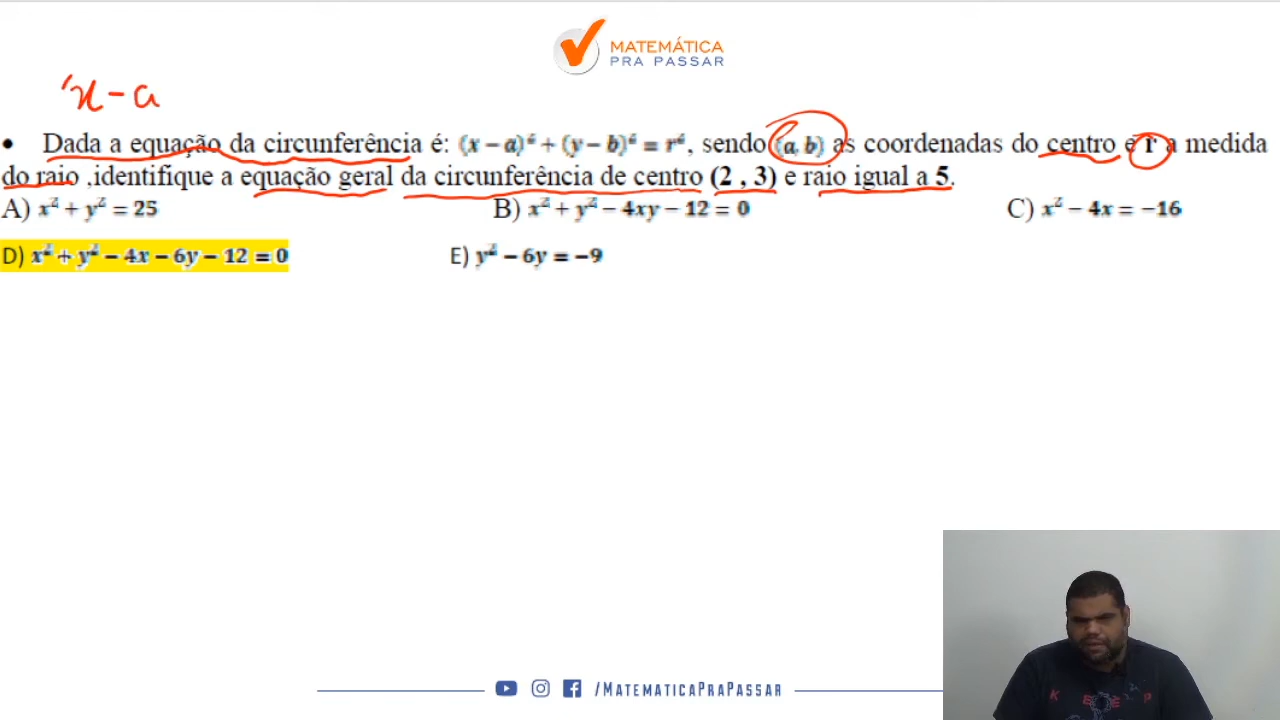 MATEMÁTICA
PRA PASSAR
x - a
• Dada a equação da circunferência é: (x − a)² + (y − b)² = r², sendo (a, b) as coordenadas do centro e r a medida
do raio ,identifique a equação geral da circunferência de centro (2 , 3) e raio igual a 5.
A) x² + y² = 25 B) x² + y² − 4xy − 12 = 0 C) x² − 4x = −16
D) x² + y² − 4x − 6y − 12 = 0 E) y² − 6y = −9
/MATEMATICAPRAPASSAR